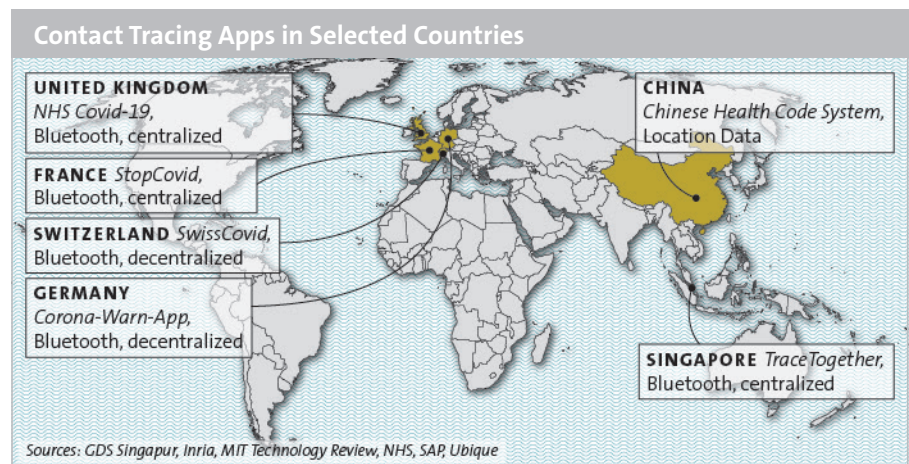 Contact Tracing Apps in Selected Countries
UNITED KINGDOM
NHS Covid-19,
Bluetooth, centralized
FRANCE StopCovid,
Bluetooth, centralized
SWITZERLAND SwissCovid,
Bluetooth, decentralized
GERMANY
Corona-Warn-App,
Bluetooth, decentralized
CHINA
Chinese Health Code System,
Location Data
SINGAPORE TraceTogether,
Bluetooth, centralized
Sources: GDS Singapur, Inria, MIT Technology Review, NHS, SAP, Ubique